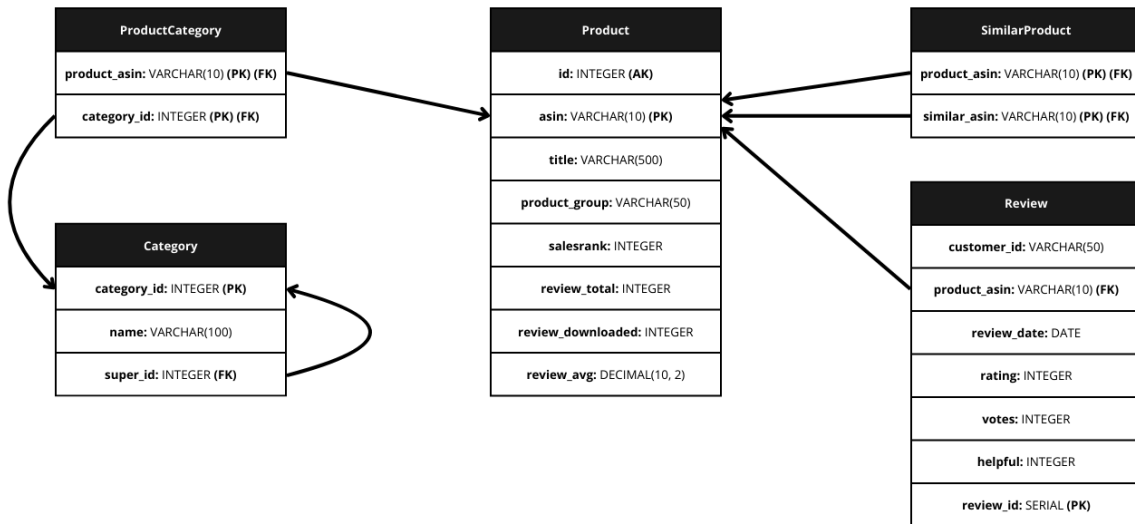 ProductCategory
product_asin: VARCHAR(10) (PK) (FK)
category_id: INTEGER (PK) (FK)
Category
category_id: INTEGER (PK)
name: VARCHAR(100)
super_id: INTEGER (FK)
Product
id: INTEGER (AK)
asin: VARCHAR(10) (PK)
title: VARCHAR(500)
product_group: VARCHAR(50)
salesrank: INTEGER
review_total: INTEGER
review_downloaded: INTEGER
review_avg: DECIMAL(10, 2)
SimilarProduct
product_asin: VARCHAR(10) (PK) (FK)
similar_asin: VARCHAR(10) (PK) (FK)
Review
customer_id: VARCHAR(50)
product_asin: VARCHAR(10) (FK)
review_date: DATE
rating: INTEGER
votes: INTEGER
helpful: INTEGER
review_id: SERIAL (PK)